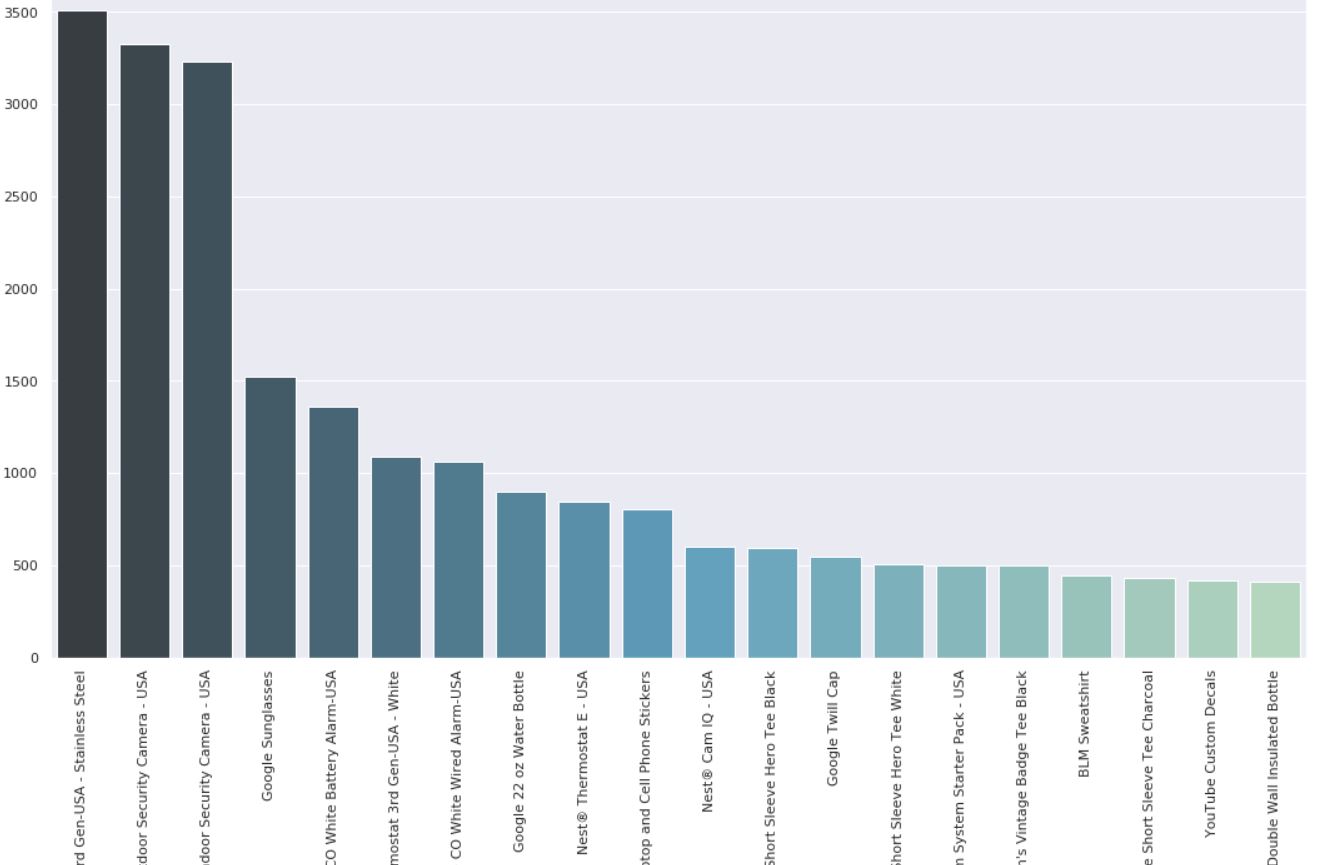 3500
3000
2500
2000
1500
1000
500
0
rd Gen-USA - Stainless Steel
door Security Camera - USA
door Security Camera - USA
Google Sunglasses
CO White Battery Alarm-USA
mostat 3rd Gen-USA - White
CO White Wired Alarm-USA
Google 22 oz Water Bottle
Nest® Thermostat E - USA
ptop and Cell Phone Stickers
Nest® Cam IQ - USA
Short Sleeve Hero Tee Black
Google Twill Cap
Short Sleeve Hero Tee White
n System Starter Pack - USA
n's Vintage Badge Tee Black
BLM Sweatshirt
e Short Sleeve Tee Charcoal
YouTube Custom Decals
Double Wall Insulated Bottle